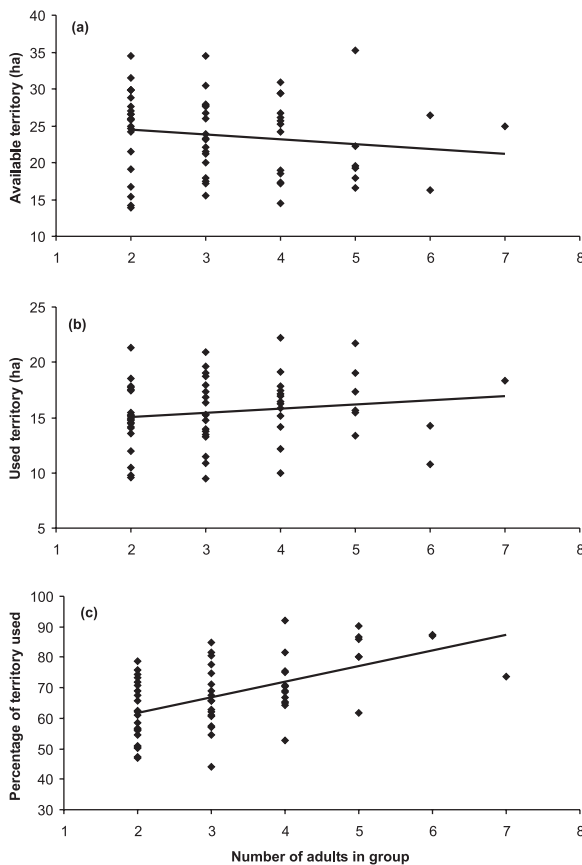 (a)
Available territory (ha)
40
35
30
25
20
15
10
1 2 3 4 5 6 7 8
(b)
Used territory (ha)
25
20
15
10
5
1 2 3 4 5 6 7 8
(c)
Percentage of territory used
100
90
80
70
60
50
40
30
1 2 3 4 5 6 7 8
Number of adults in group